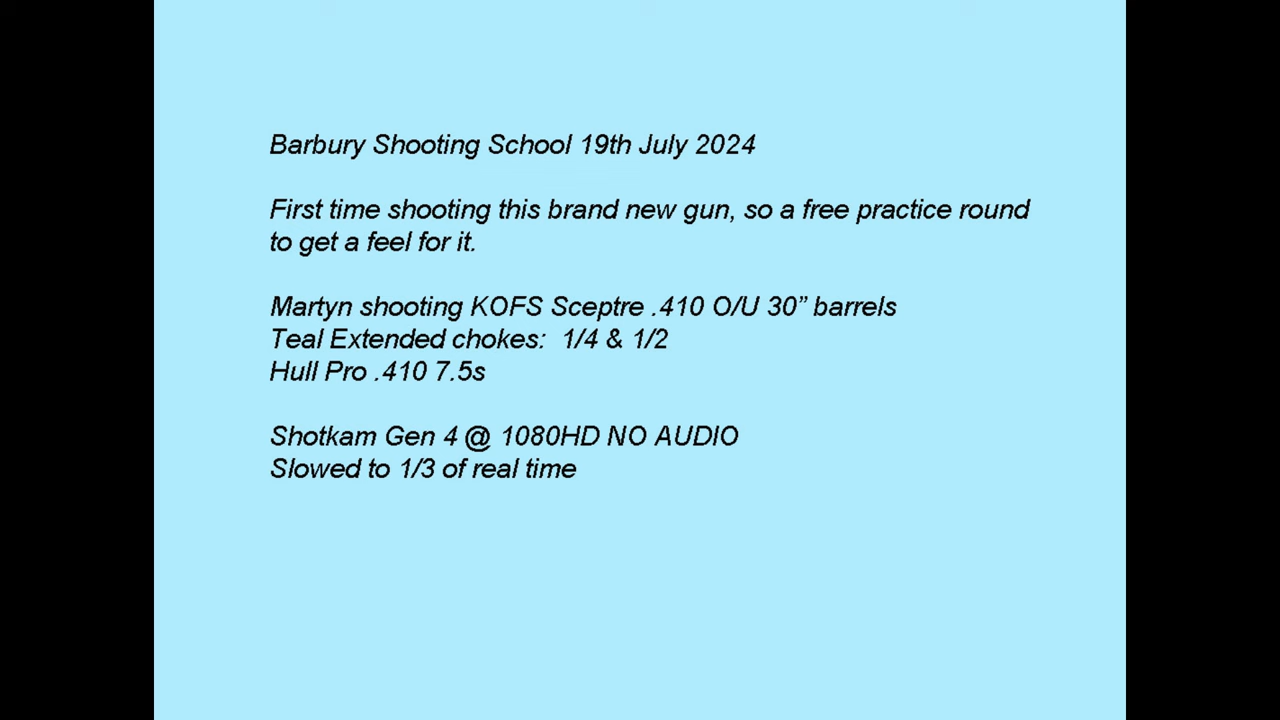 Barbury Shooting School 19th July 2024
First time shooting this brand new gun, so a free practice round
to get a feel for it.
Martyn shooting KOFS Sceptre .410 O/U 30” barrels
Teal Extended chokes:  1/4 & 1/2
Hull Pro .410 7.5s
Shotkam Gen 4 @ 1080HD NO AUDIO
Slowed to 1/3 of real time